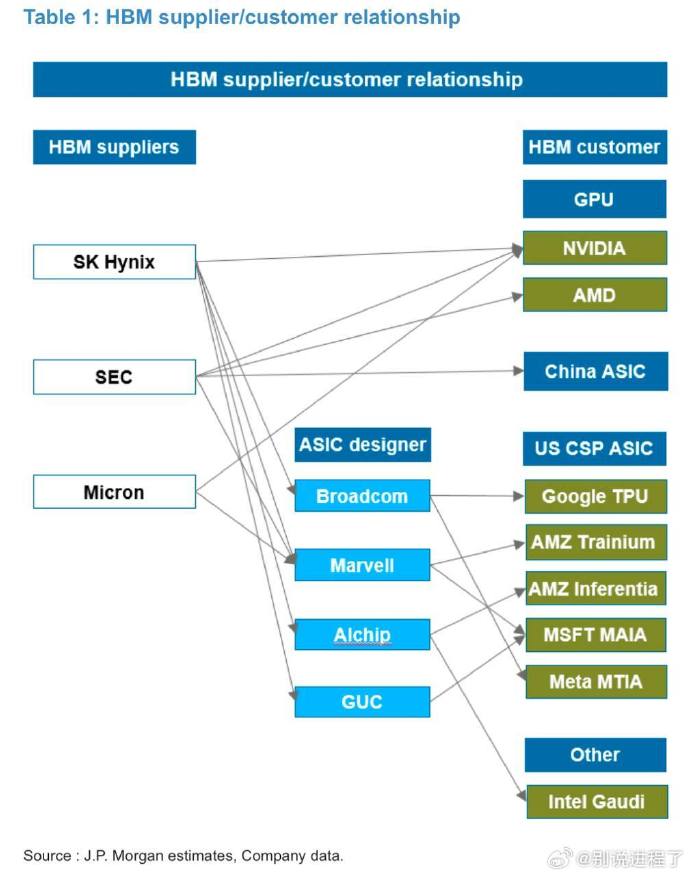 Table 1: HBM supplier/customer relationship
HBM supplier/customer relationship
HBM suppliers
HBM customer
GPU
SK Hynix
NVIDIA
AMD
SEC
China ASIC
ASIC designer
US CSP ASIC
Micron
Broadcom
Google TPU
Marvell
AMZ Trainium
AMZ Inferentia
Alchip
MSFT MAIA
GUC
Meta MTIA
Other
Intel Gaudi
Source : J.P. Morgan estimates, Company data.
@别说进程了